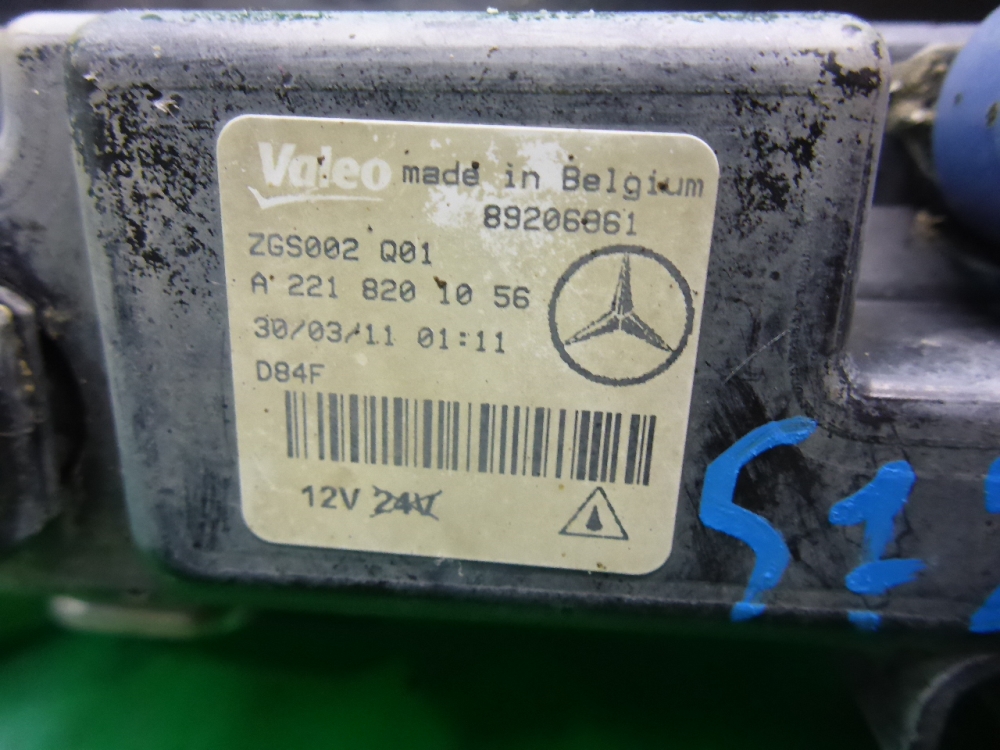 Valeo made in Belgium
89206861
ZGS002 Q01
A 221 820 10 56
30/03/11 01:11
D84F
12V 24V